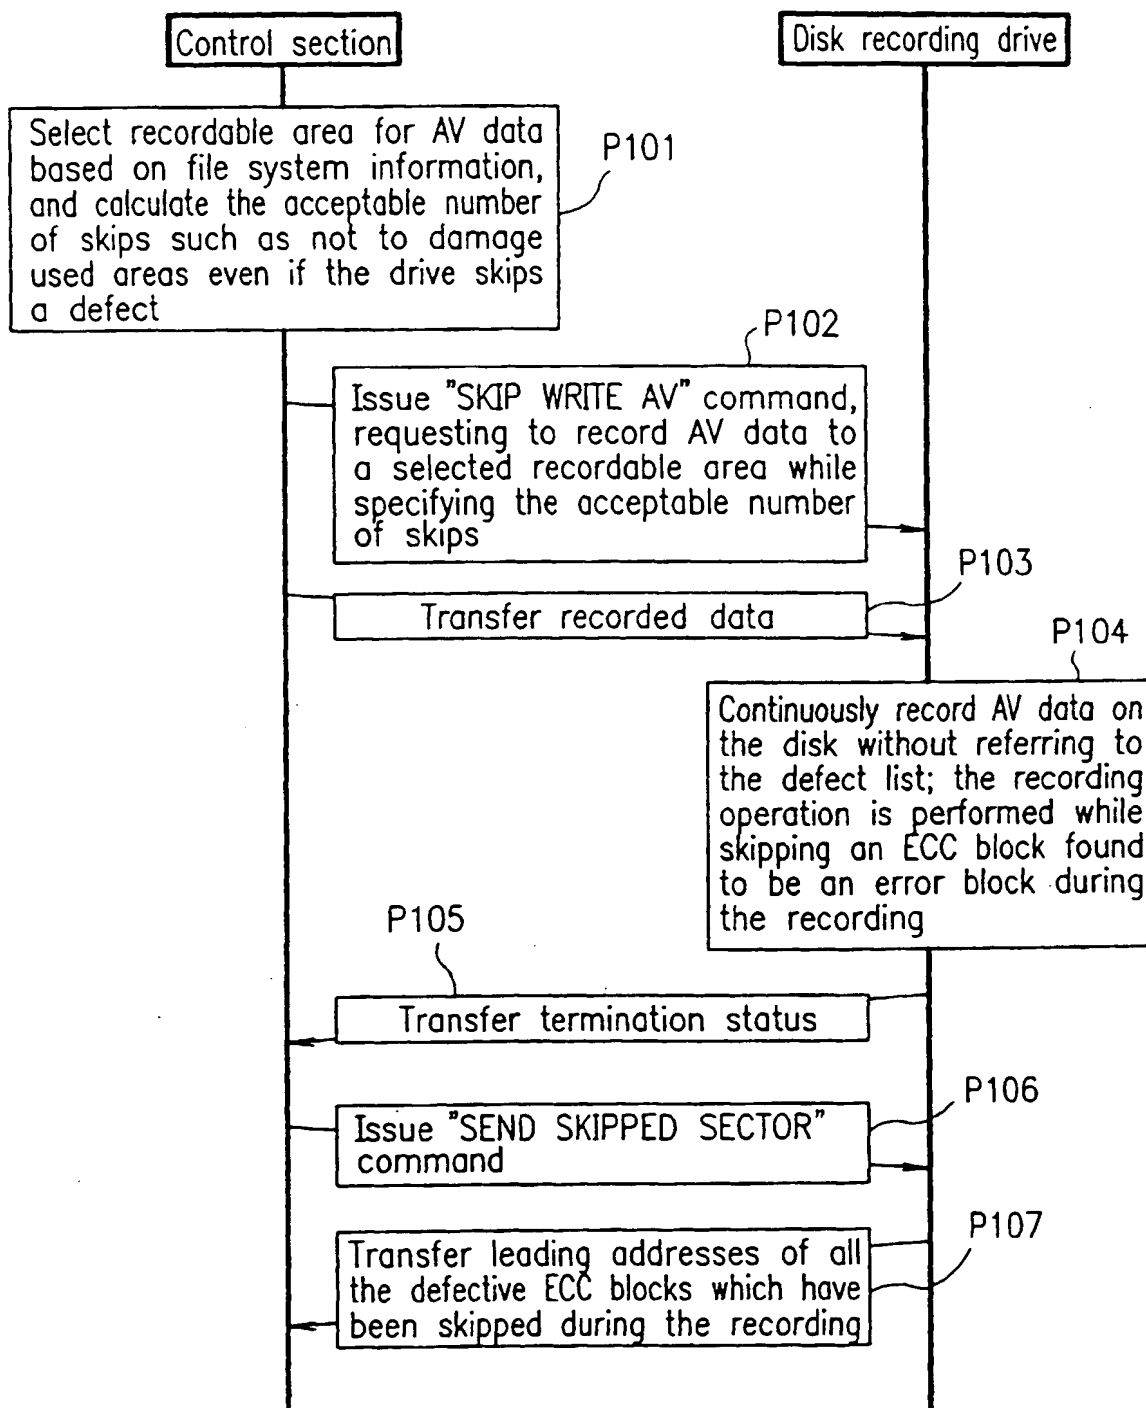 Control section
Disk recording drive
Select recordable area for AV data
based on file system information,
and calculate the acceptable number
of skips such as not to damage
used areas even if the drive skips
a defect
P101
P102
Issue "SKIP WRITE AV" command,
requesting to record AV data to
a selected recordable area while
specifying the acceptable number
of skips
P103
Transfer recorded data
P104
Continuously record AV data on
the disk without referring to
the defect list; the recording
operation is performed while
skipping an ECC block found
to be an error block during
the recording
P105
Transfer termination status
P106
Issue "SEND SKIPPED SECTOR"
command
P107
Transfer leading addresses of all
the defective ECC blocks which have
been skipped during the recording